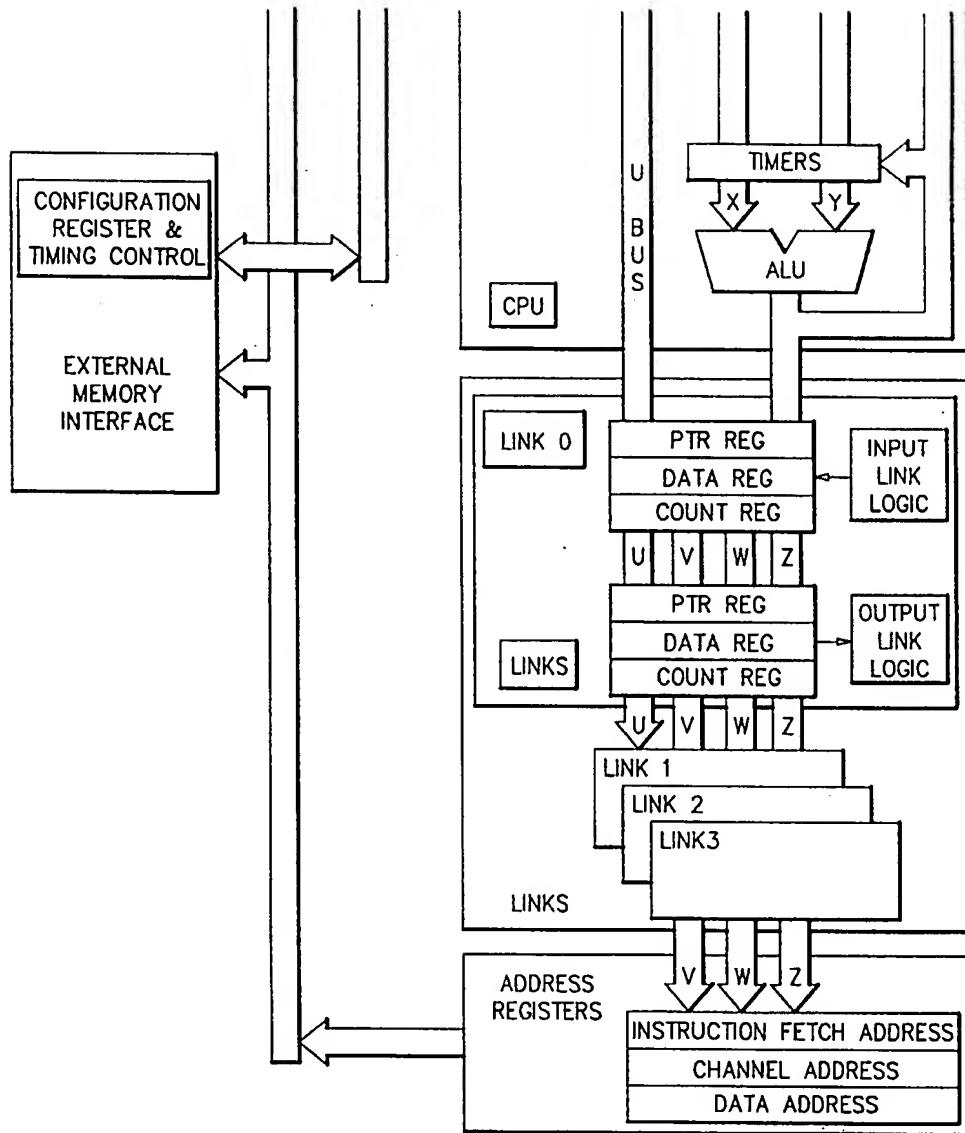 CONFIGURATION
REGISTER &
TIMING CONTROL
EXTERNAL
MEMORY
INTERFACE
U BUS
TIMERS
X
Y
ALU
CPU
LINK 0
PTR REG
DATA REG
COUNT REG
INPUT
LINK
LOGIC
U
V
W
Z
PTR REG
DATA REG
COUNT REG
OUTPUT
LINK
LOGIC
LINKS
U
V
W
Z
LINK 1
LINK 2
LINK3
LINKS
V
W
Z
ADDRESS
REGISTERS
INSTRUCTION FETCH ADDRESS
CHANNEL ADDRESS
DATA ADDRESS